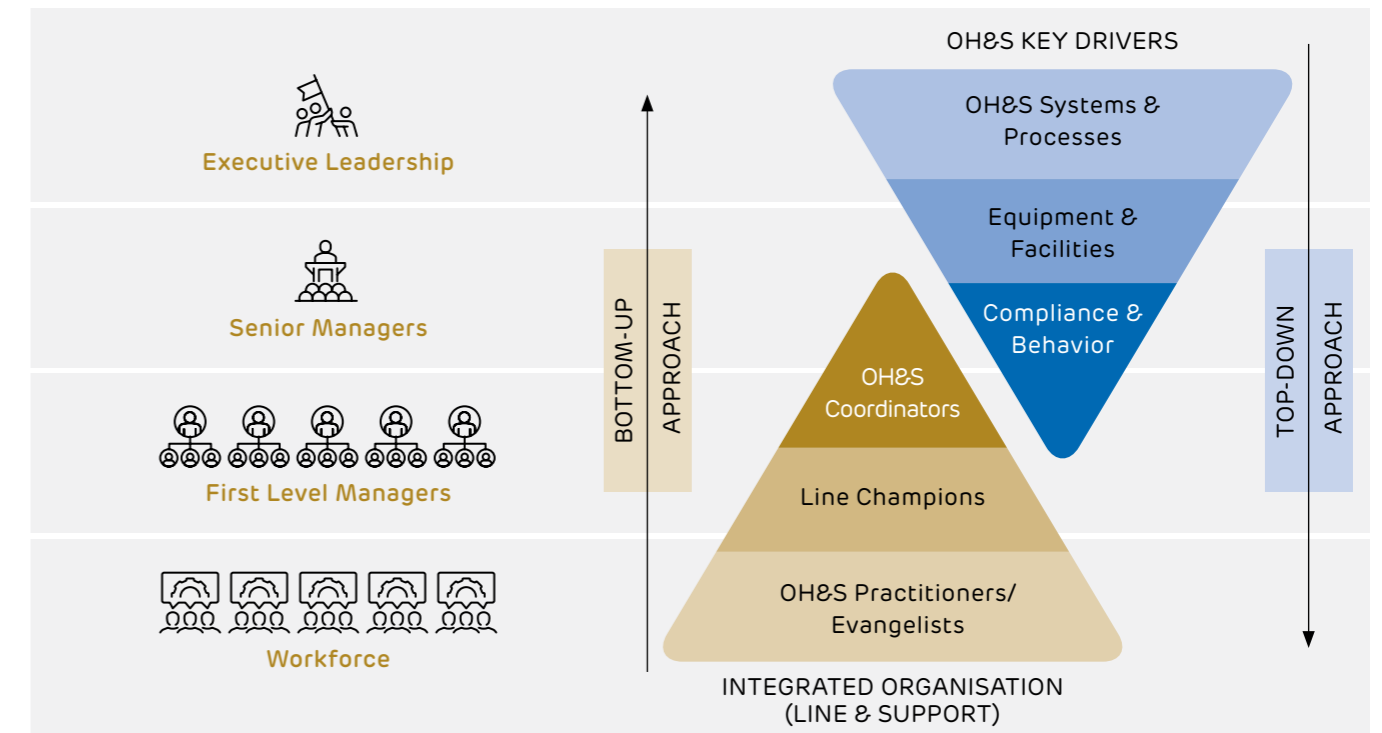 OH&S KEY DRIVERS
OH&S Systems &
Processes
Executive Leadership
Equipment &
Facilities
Senior Managers
Compliance &
Behavior
BOTTOM-UP
APPROACH
TOP-DOWN
APPROACH
OH&S
Coordinators
First Level Managers
Line Champions
OH&S Practitioners/
Evangelists
Workforce
INTEGRATED ORGANISATION
(LINE & SUPPORT)